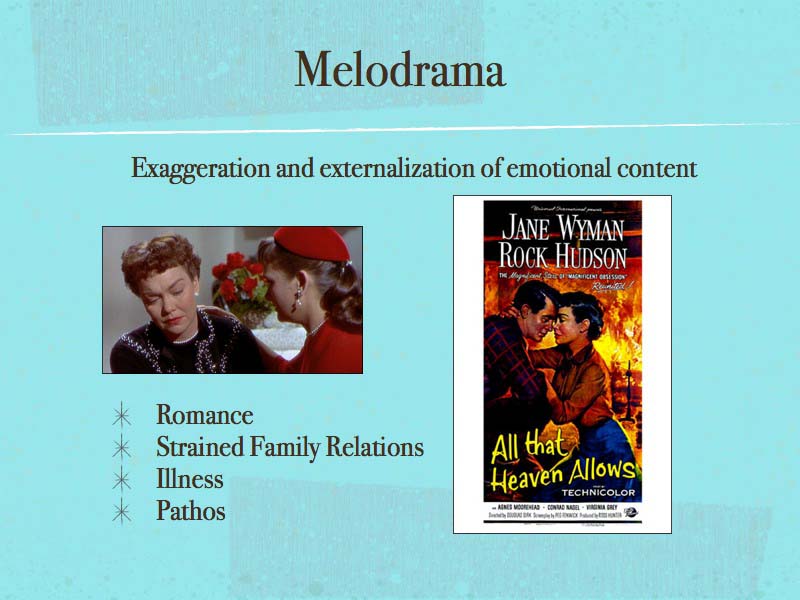 Melodrama
Exaggeration and externalization of emotional content
Universal International presents
JANE WYMAN
ROCK HUDSON
THE Magnificent Stars OF "MAGNIFICENT OBSESSION"
Reunited!
All that
Heaven Allows
PRINT BY
TECHNICOLOR
AGNES MOOREHEAD · CONRAD NAGEL · VIRGINIA GREY
Directed by DOUGLAS SIRK Screenplay by PEG FENWICK Produced by ROSS HUNTER
Romance
Strained Family Relations
Illness
Pathos